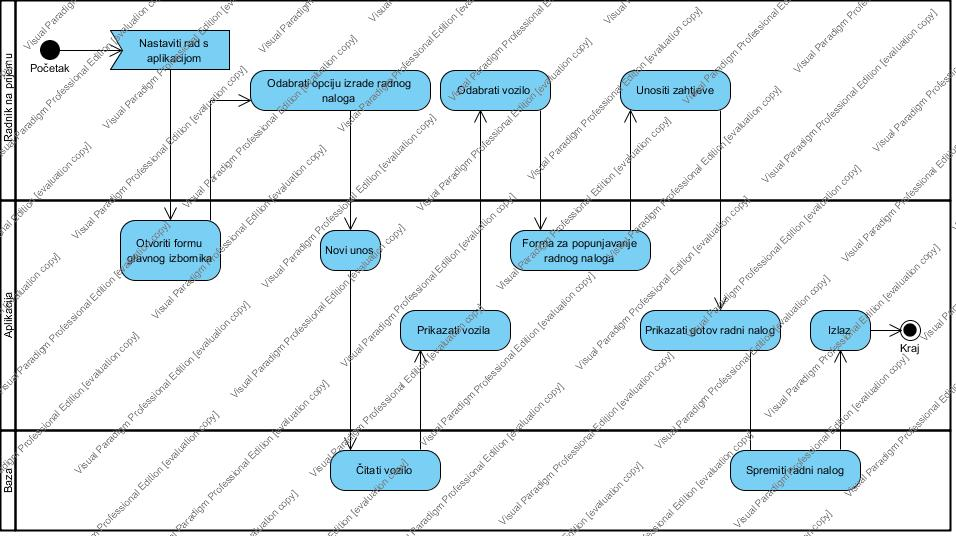 Radnik na prijemu
Početak
Nastaviti rad s
aplikacijom
Odabrati opciju izrade radnog
naloga
Odabrati vozilo
Unositi zahtjeve
Aplikacija
Otvoriti formu
glavnog izbornika
Novi unos
Forma za popunjavanje
radnog naloga
Prikazati vozila
Prikazati gotov radni nalog
Izlaz
Kraj
Baza
Čitati vozilo
Spremiti radni nalog
Visual Paradigm Professional Edition [evaluation copy]